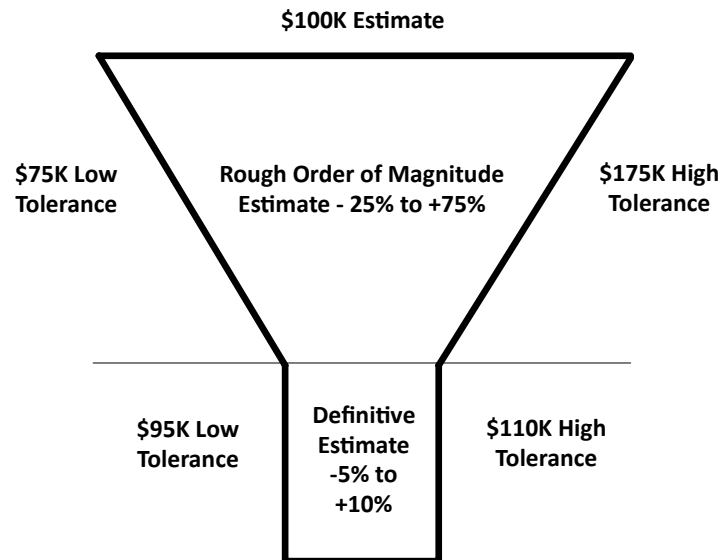 $100K Estimate
$75K Low
Tolerance
Rough Order of Magnitude
Estimate - 25% to +75%
$175K High
Tolerance
$95K Low
Tolerance
Definitive
Estimate
-5% to
+10%
$110K High
Tolerance